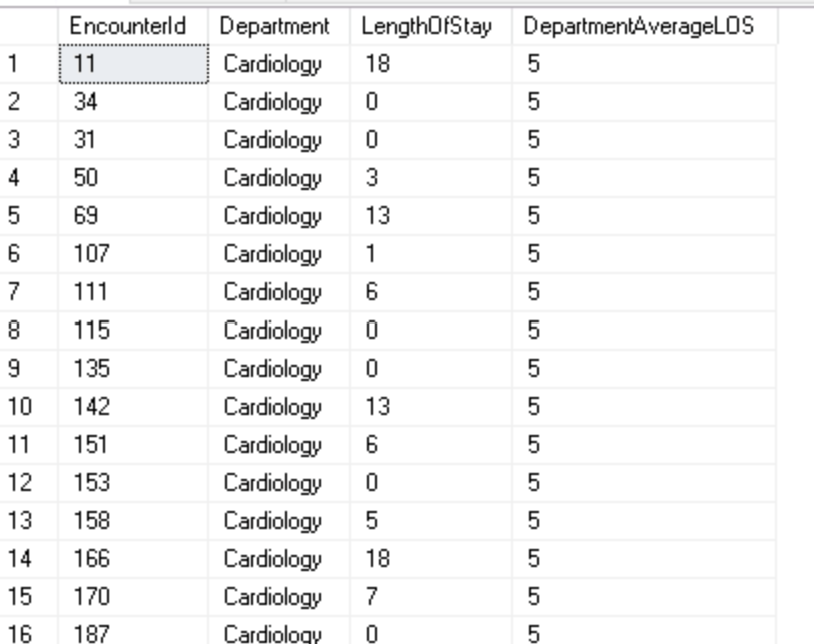 EncounterId Department LengthOfStay DepartmentAverageLOS
1 11 Cardiology 18 5
2 34 Cardiology 0 5
3 31 Cardiology 0 5
4 50 Cardiology 3 5
5 69 Cardiology 13 5
6 107 Cardiology 1 5
7 111 Cardiology 6 5
8 115 Cardiology 0 5
9 135 Cardiology 0 5
10 142 Cardiology 13 5
11 151 Cardiology 6 5
12 153 Cardiology 0 5
13 158 Cardiology 5 5
14 166 Cardiology 18 5
15 170 Cardiology 7 5
16 187 Cardiology 0 5